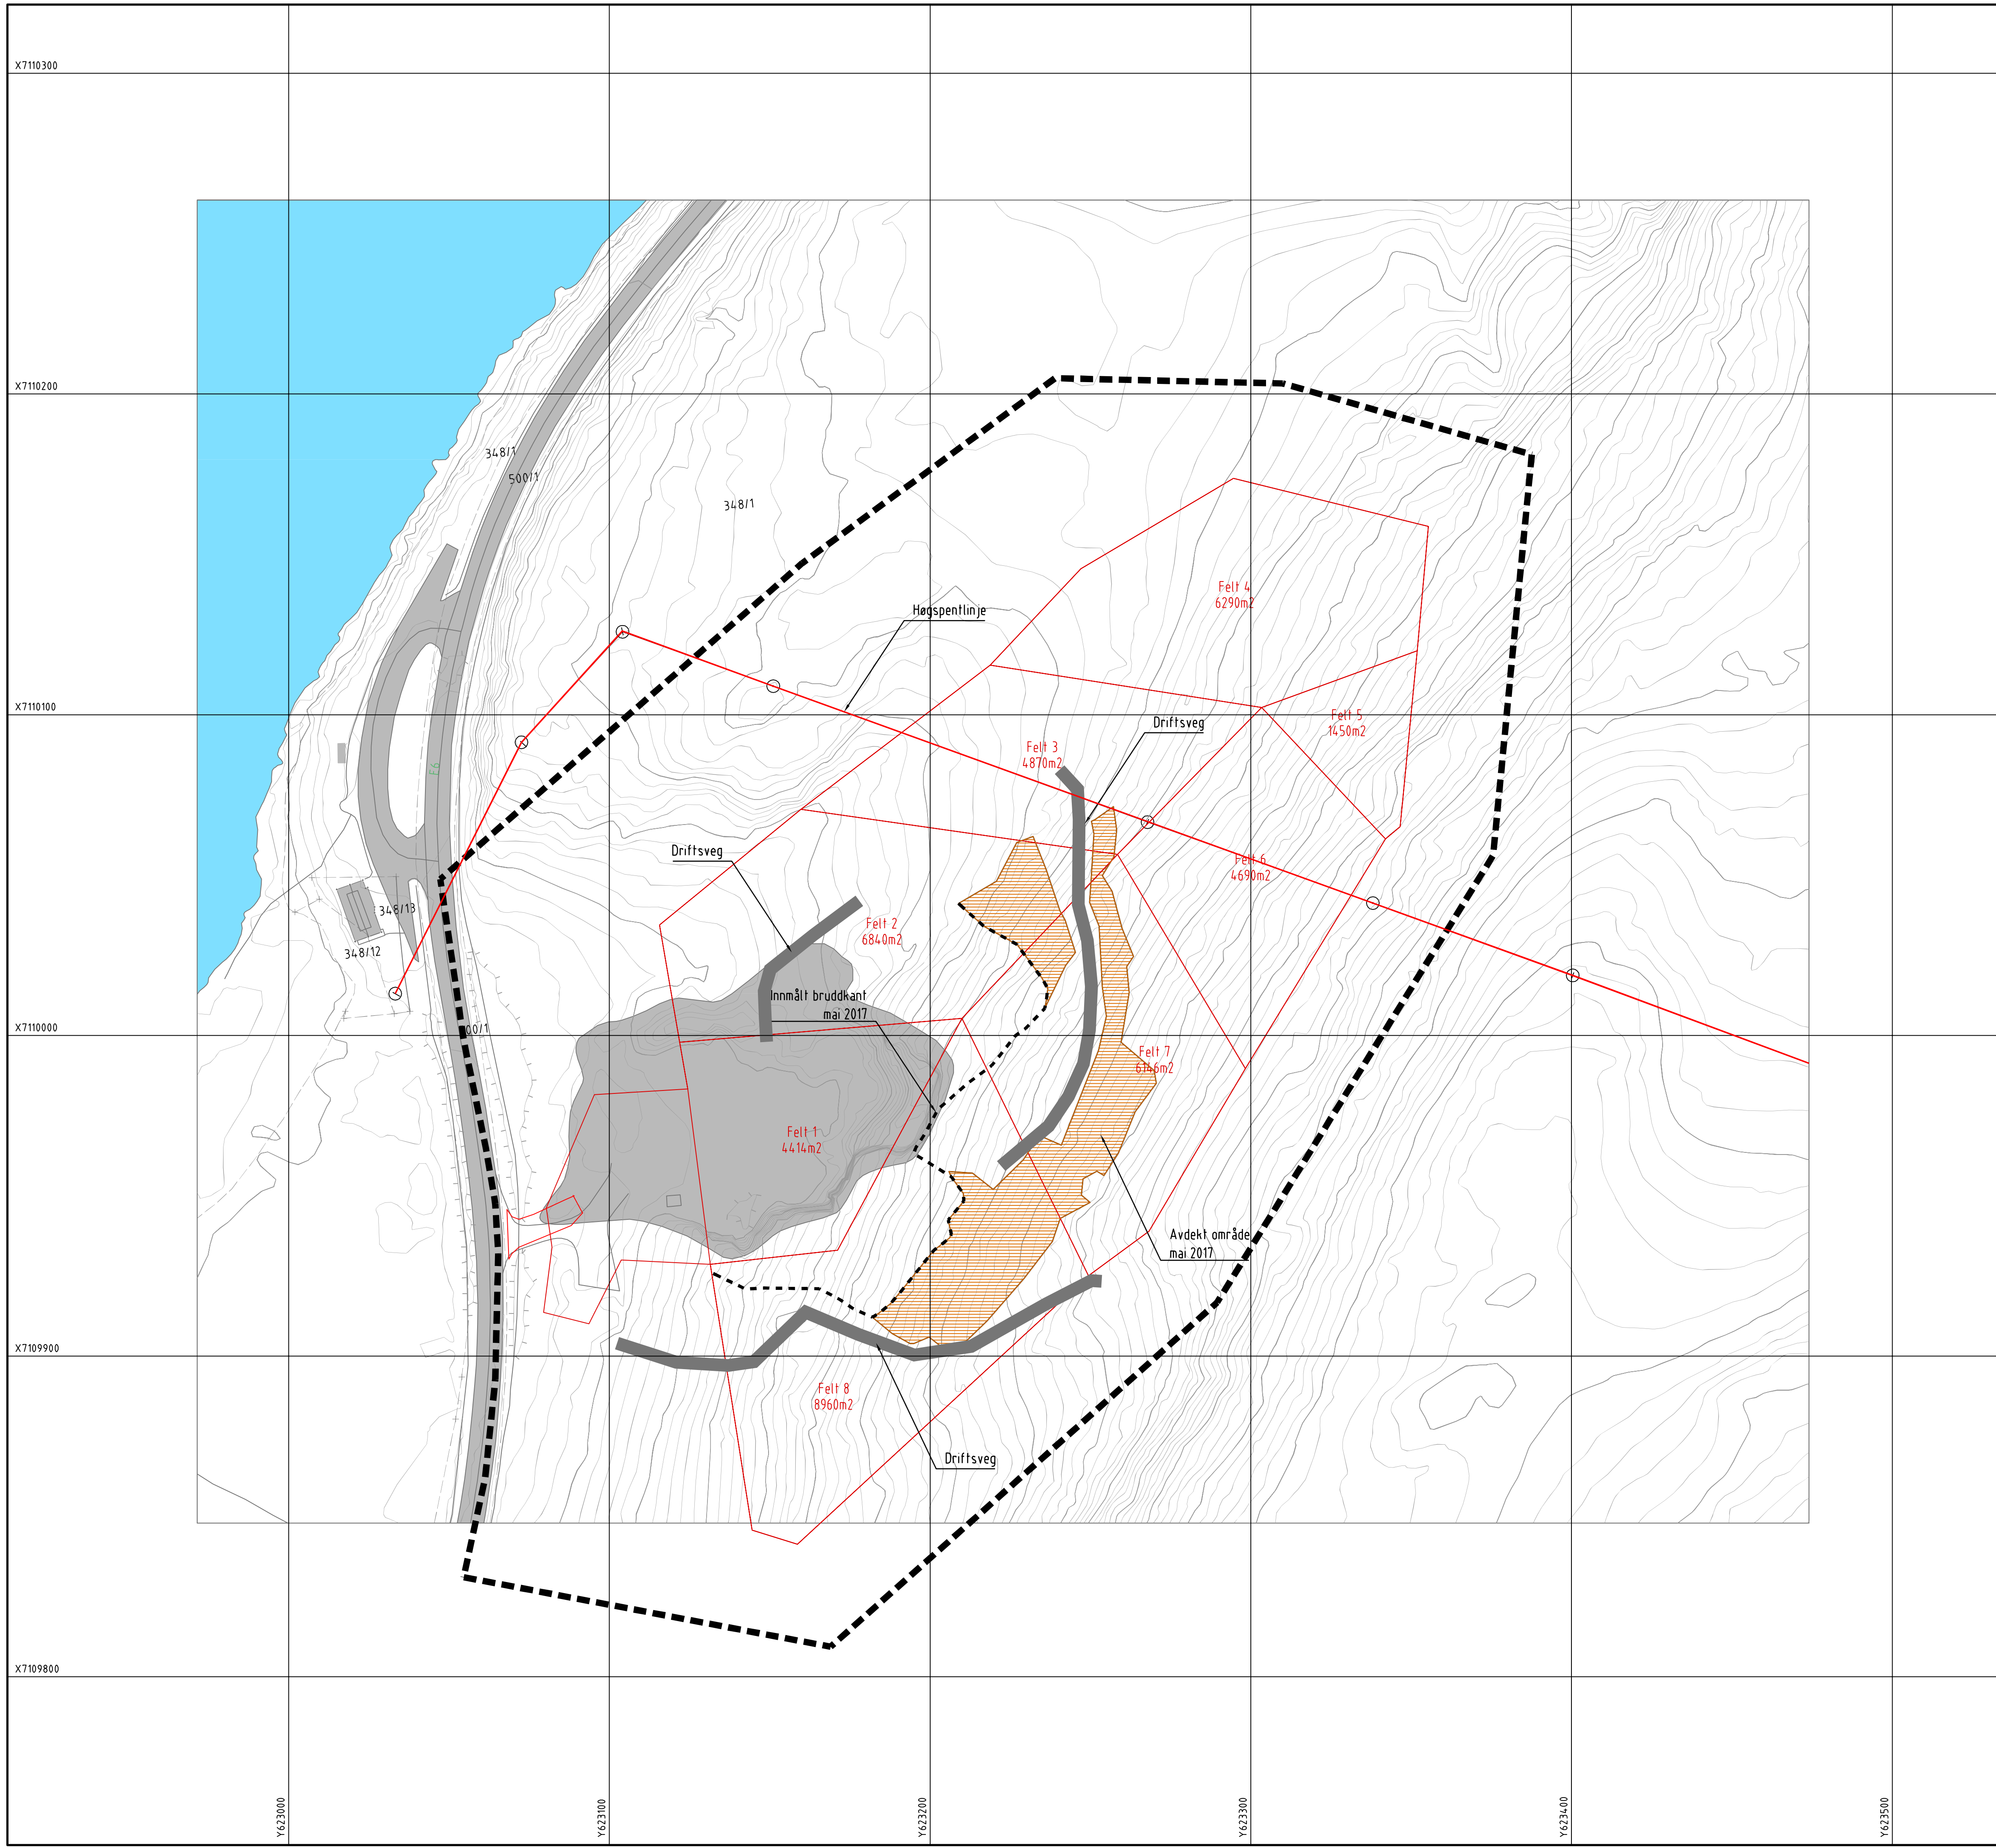 X7110300
X7110200
348/1
500/1
348/1
Felt 4
6290m2
Høgspentlinje
X7110100
Felt 5
1450m2
Driftsveg
Felt 3
4870m2
E6
Driftsveg
Felt 6
4690m2
348/13
Felt 2
6840m2
348/12
Innmålt bruddkant
mai 2017
X7110000
00/1
Felt 7
6146m2
Felt 1
4414m2
Avdekt område
mai 2017
X7109900
Felt 8
8960m2
Driftsveg
X7109800
Y623000
Y623100
Y623200
Y623300
Y623400
Y623500